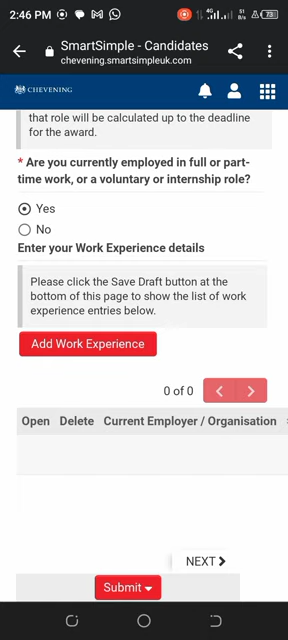 2:46 PM
4G
51
B/s
73
SmartSimple - Candidates
chevening.smartsimpleuk.com
CHEVENING
that role will be calculated up to the deadline
for the award.
* Are you currently employed in full or part-
time work, or a voluntary or internship role?
Yes
No
Enter your Work Experience details
Please click the Save Draft button at the
bottom of this page to show the list of work
experience entries below.
Add Work Experience
0 of 0
Open Delete Current Employer / Organisation
NEXT
Submit